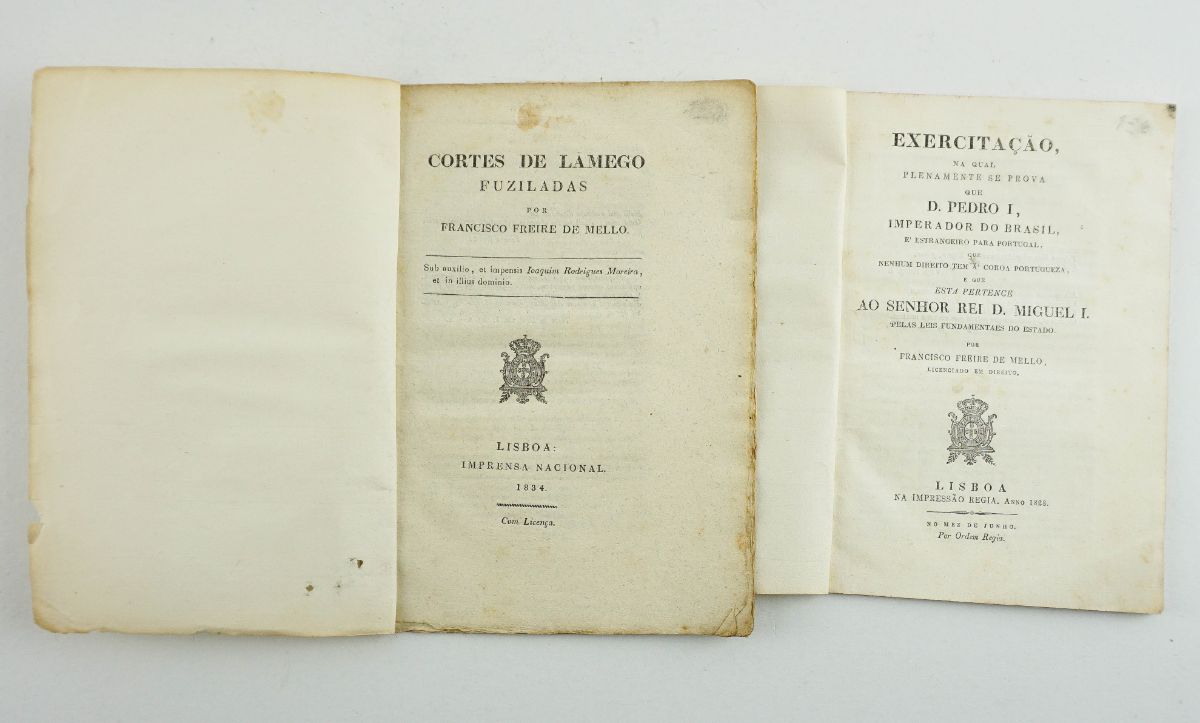 CORTES DE LAMEGO
FUZILADAS
POR
FRANCISCO FREIRE DE MELLO.
Sub auxilio, et impensis Ioaquim Rodrigues Moreira,
et in illius dominio.
LISBOA:
IMPRENSA NACIONAL.
1834.
Com Licença.
EXERCITAÇÃO,
NA QUAL
PLENAMENTE SE PROVA
QUE
D. PEDRO I,
IMPERADOR DO BRASIL,
E' ESTRANGEIRO PARA PORTUGAL,
QUE
NENHUM DIREITO TEM A' COROA PORTUGUEZA,
E QUE
ESTA PERTENCE
AO SENHOR REI D. MIGUEL I.
PELAS LEIS FUNDAMENTAES DO ESTADO.
POR
FRANCISCO FREIRE DE MELLO,
LICENCIADO EM DIREITO.
LISBOA
NA IMPRESSÃO REGIA. ANNO 1828.
NO MEZ DE JUNHO.
Por Ordem Regia.